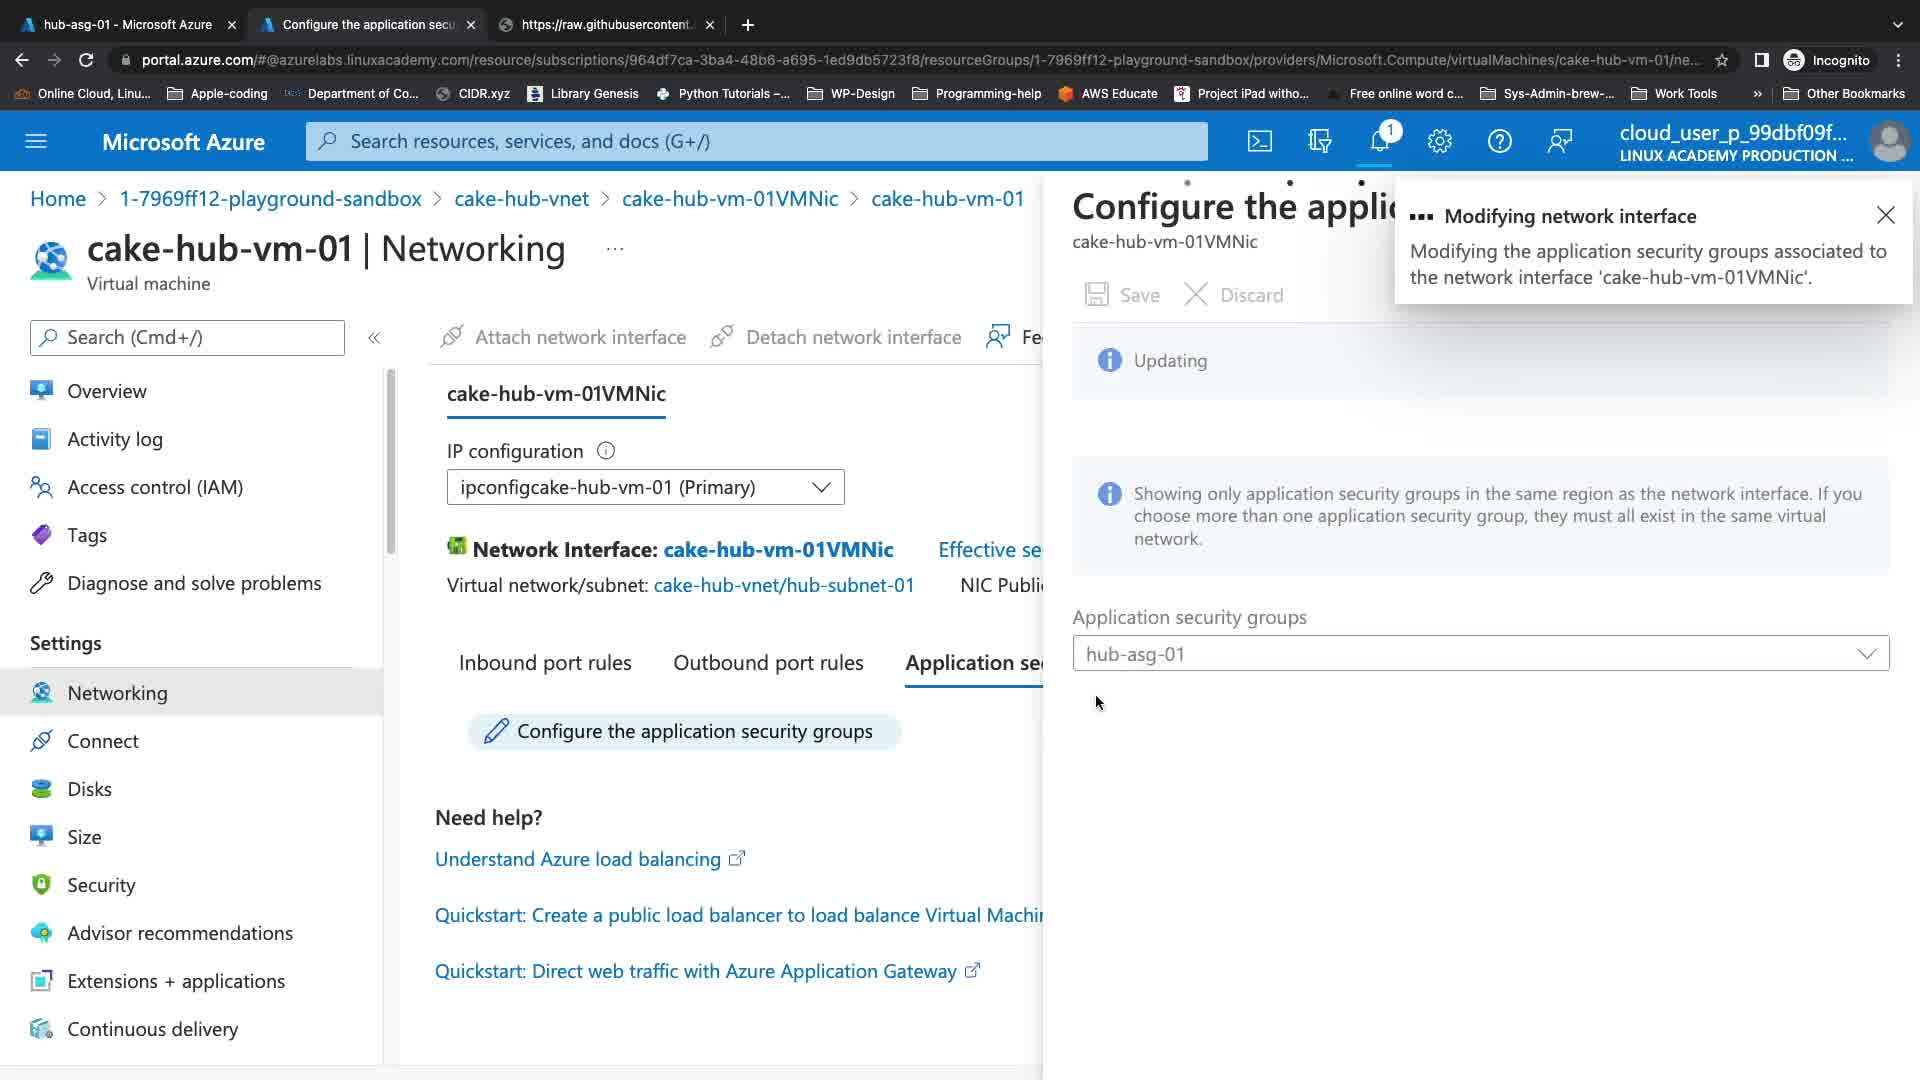 hub-asg-01 - Microsoft Azure
Configure the application secu
https://raw.githubusercontent.
portal.azure.com/#@azurelabs.linuxacademy.com/resource/subscriptions/964df7ca-3ba4-48b6-a695-1ed9db5723f8/resourceGroups/1-7969ff12-playground-sandbox/providers/Microsoft.Compute/virtualMachines/cake-hub-vm-01/ne...
Incognito
Online Cloud, Linu...
Apple-coding
Department of Co...
CIDR.xyz
Library Genesis
Python Tutorials –...
WP-Design
Programming-help
AWS Educate
Project iPad witho...
Free online word c...
Sys-Admin-brew-...
Work Tools
»
Other Bookmarks
Microsoft Azure
Search resources, services, and docs (G+/)
1
cloud_user_p_99dbf09f...
LINUX ACADEMY PRODUCTION ...
Home > 1-7969ff12-playground-sandbox > cake-hub-vnet > cake-hub-vm-01VMNic > cake-hub-vm-01
cake-hub-vm-01 | Networking
...
Virtual machine
Search (Cmd+/)
«
Overview
Activity log
Access control (IAM)
Tags
Diagnose and solve problems
Settings
Networking
Connect
Disks
Size
Security
Advisor recommendations
Extensions + applications
Continuous delivery
Attach network interface
Detach network interface
Fe
cake-hub-vm-01VMNic
IP configuration
ipconfigcake-hub-vm-01 (Primary)
Network Interface: cake-hub-vm-01VMNic
Effective se
Virtual network/subnet: cake-hub-vnet/hub-subnet-01
NIC Publi
Inbound port rules
Outbound port rules
Application se
Configure the application security groups
Need help?
Understand Azure load balancing
Quickstart: Create a public load balancer to load balance Virtual Machin
Quickstart: Direct web traffic with Azure Application Gateway
Configure the applic
cake-hub-vm-01VMNic
Save
Discard
Updating
Showing only application security groups in the same region as the network interface. If you
choose more than one application security group, they must all exist in the same virtual
network.
Application security groups
hub-asg-01
Modifying network interface
Modifying the application security groups associated to
the network interface 'cake-hub-vm-01VMNic'.